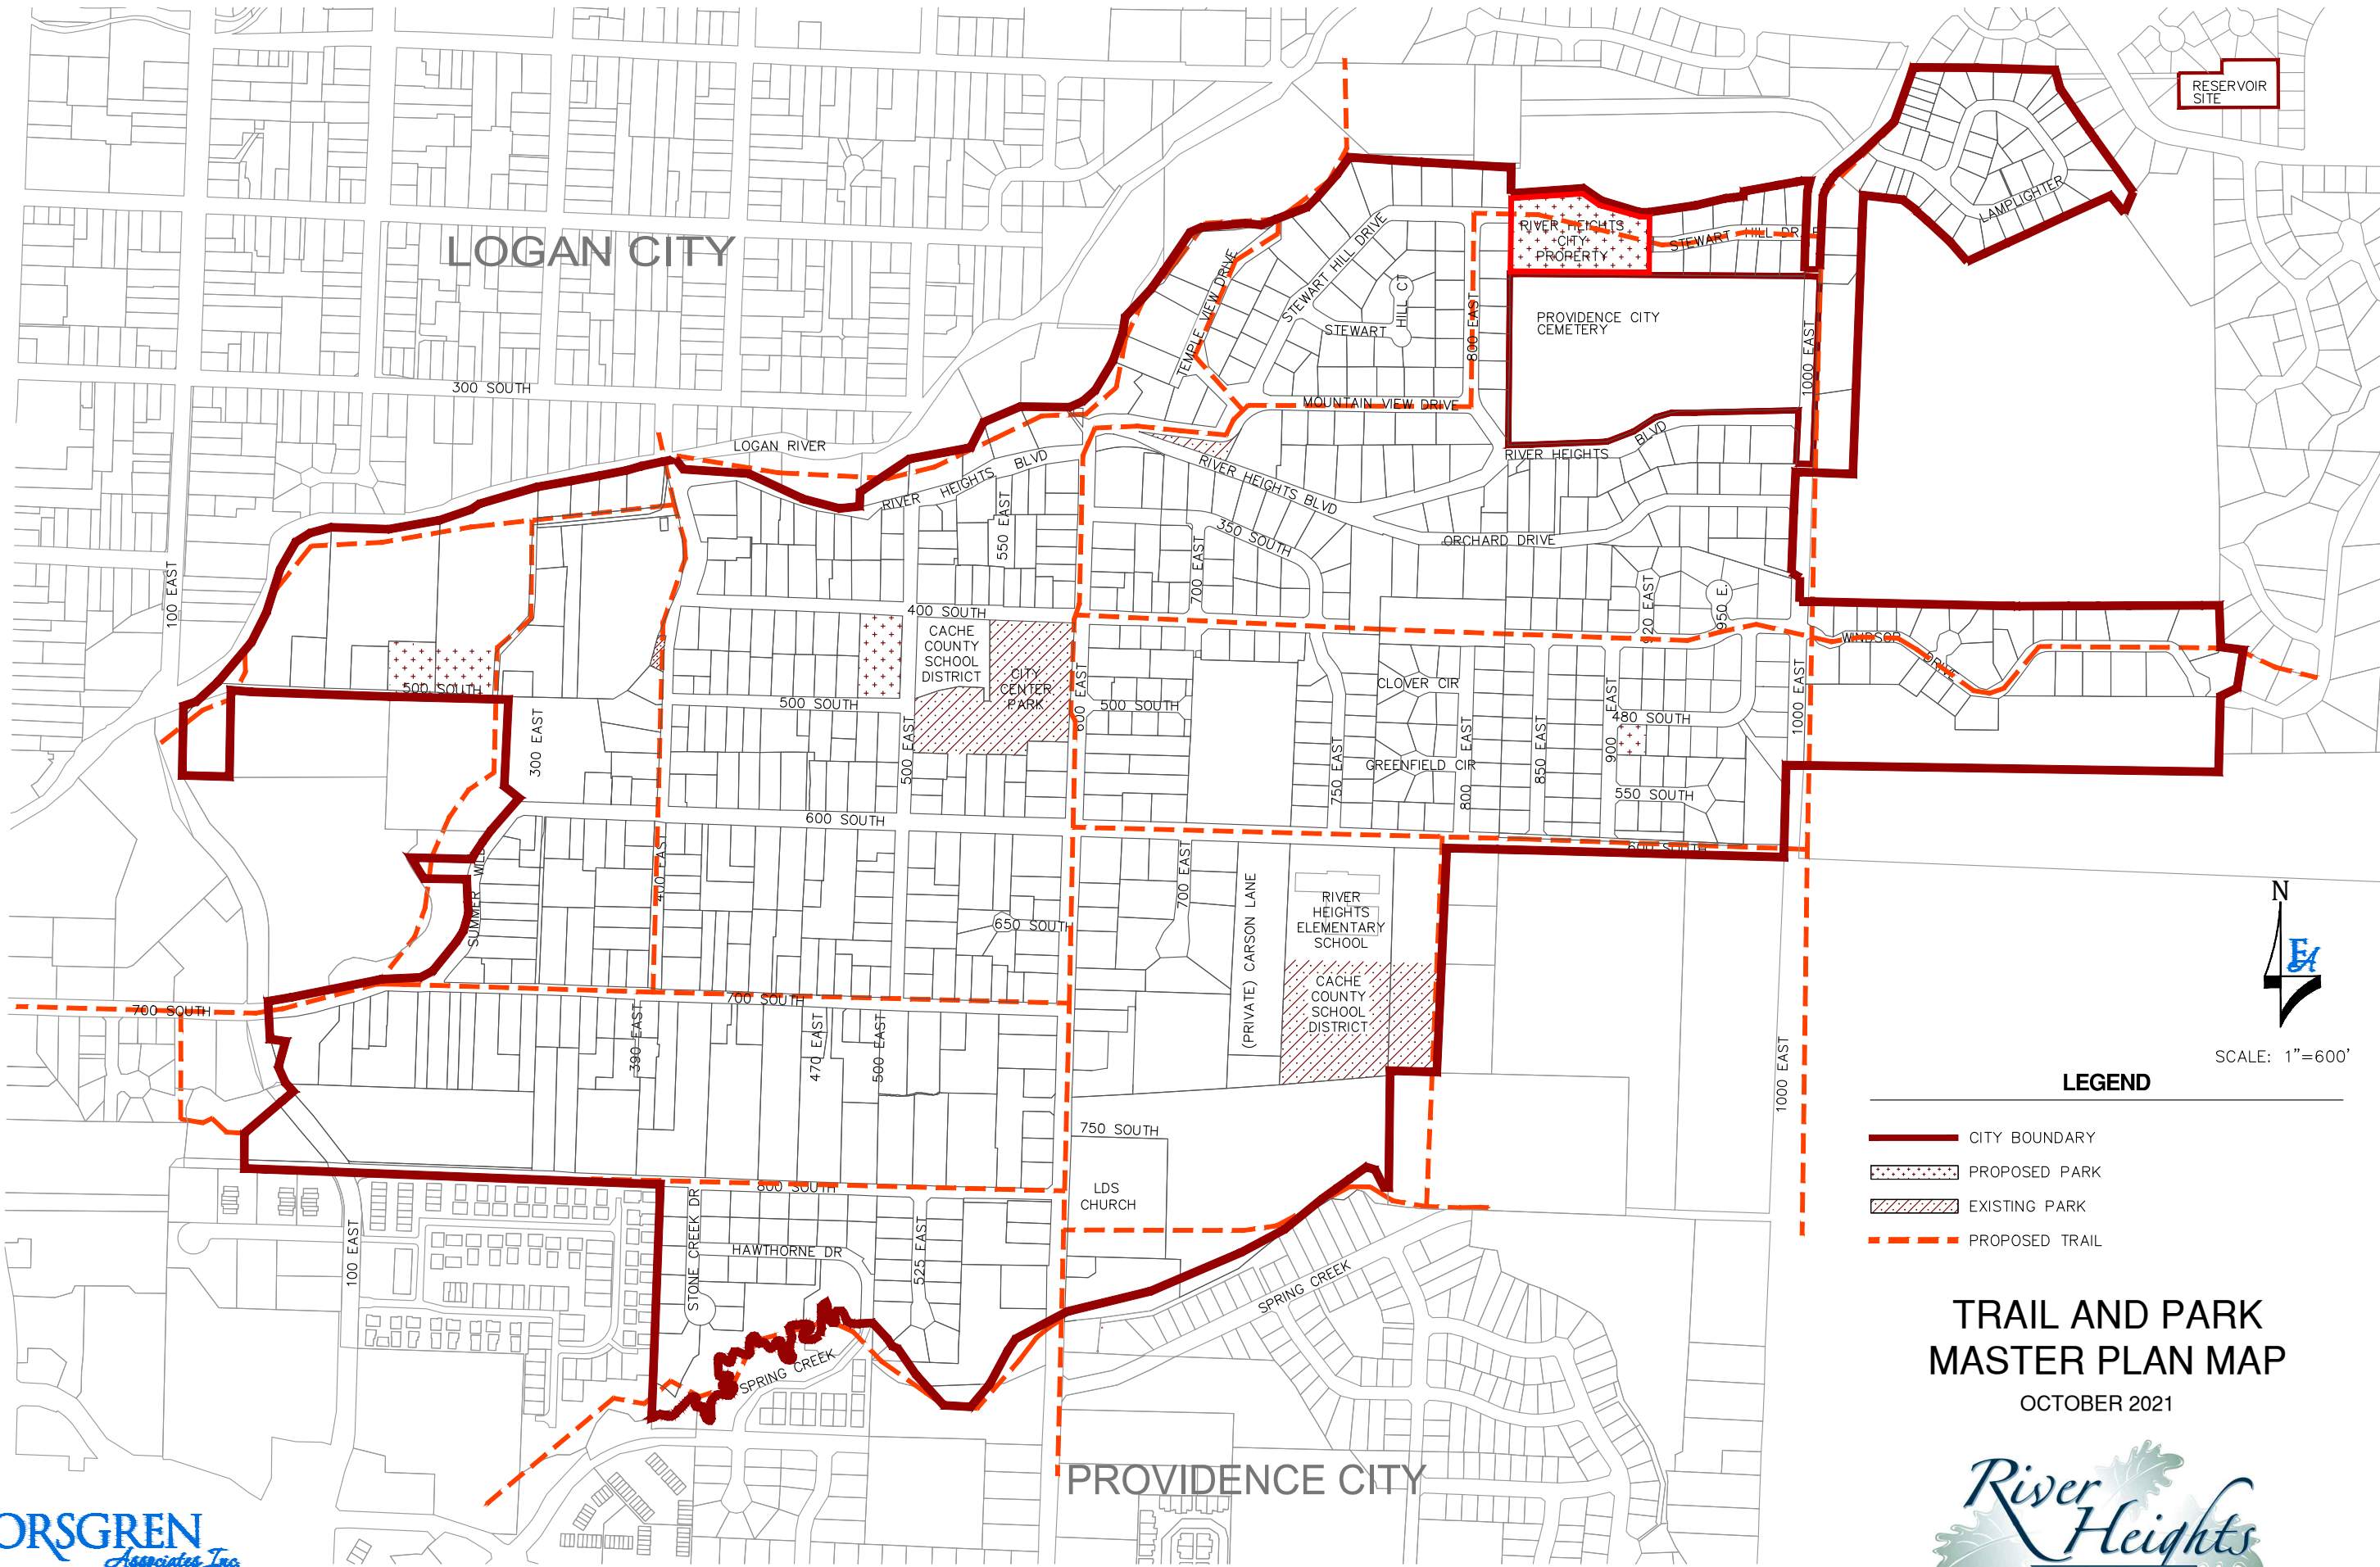 RESERVOIR
SITE
LAMPLIGHTER
LOGAN CITY
RIVER HEIGHTS
CITY
PROPERTY
STEWART HILL
TEMPLE VIEW DRIVE
STEWART HILL DRIVE
STEWART
HILL CT
800 EAST
PROVIDENCE CITY
CEMETERY
1000 EAST
300 SOUTH
MOUNTAIN VIEW DRIVE
LOGAN RIVER
RIVER HEIGHTS BLVD
RIVER HEIGHTS BLVD
RIVER HEIGHTS
BLVD
550 EAST
350 SOUTH
ORCHARD DRIVE
100 EAST
700 EAST
920 EAST
950 E.
400 SOUTH
CACHE
COUNTY
SCHOOL
DISTRICT
CITY
CENTER
PARK
WINDSOR
DRIVE
500 SOUTH
500 SOUTH
500 SOUTH
600 EAST
CLOVER CIR
480 SOUTH
1000 EAST
300 EAST
500 EAST
750 EAST
GREENFIELD CIR
800 EAST
850 EAST
900 EAST
550 SOUTH
600 SOUTH
600 SOUTH
SUMMER WILD
400 EAST
650 SOUTH
700 EAST
(PRIVATE) CARSON LANE
RIVER
HEIGHTS
ELEMENTARY
SCHOOL
CACHE
COUNTY
SCHOOL
DISTRICT
700 SOUTH
700 SOUTH
390 EAST
470 EAST
500 EAST
1000 EAST
750 SOUTH
LDS
CHURCH
800 SOUTH
STONE CREEK DR
HAWTHORNE DR
525 EAST
100 EAST
SPRING CREEK
SPRING CREEK
PROVIDENCE CITY
N
EA
SCALE: 1"=600'
LEGEND
CITY BOUNDARY
PROPOSED PARK
EXISTING PARK
PROPOSED TRAIL
TRAIL AND PARK
MASTER PLAN MAP
OCTOBER 2021
River
Heights
ORSGREN
Associates Inc.